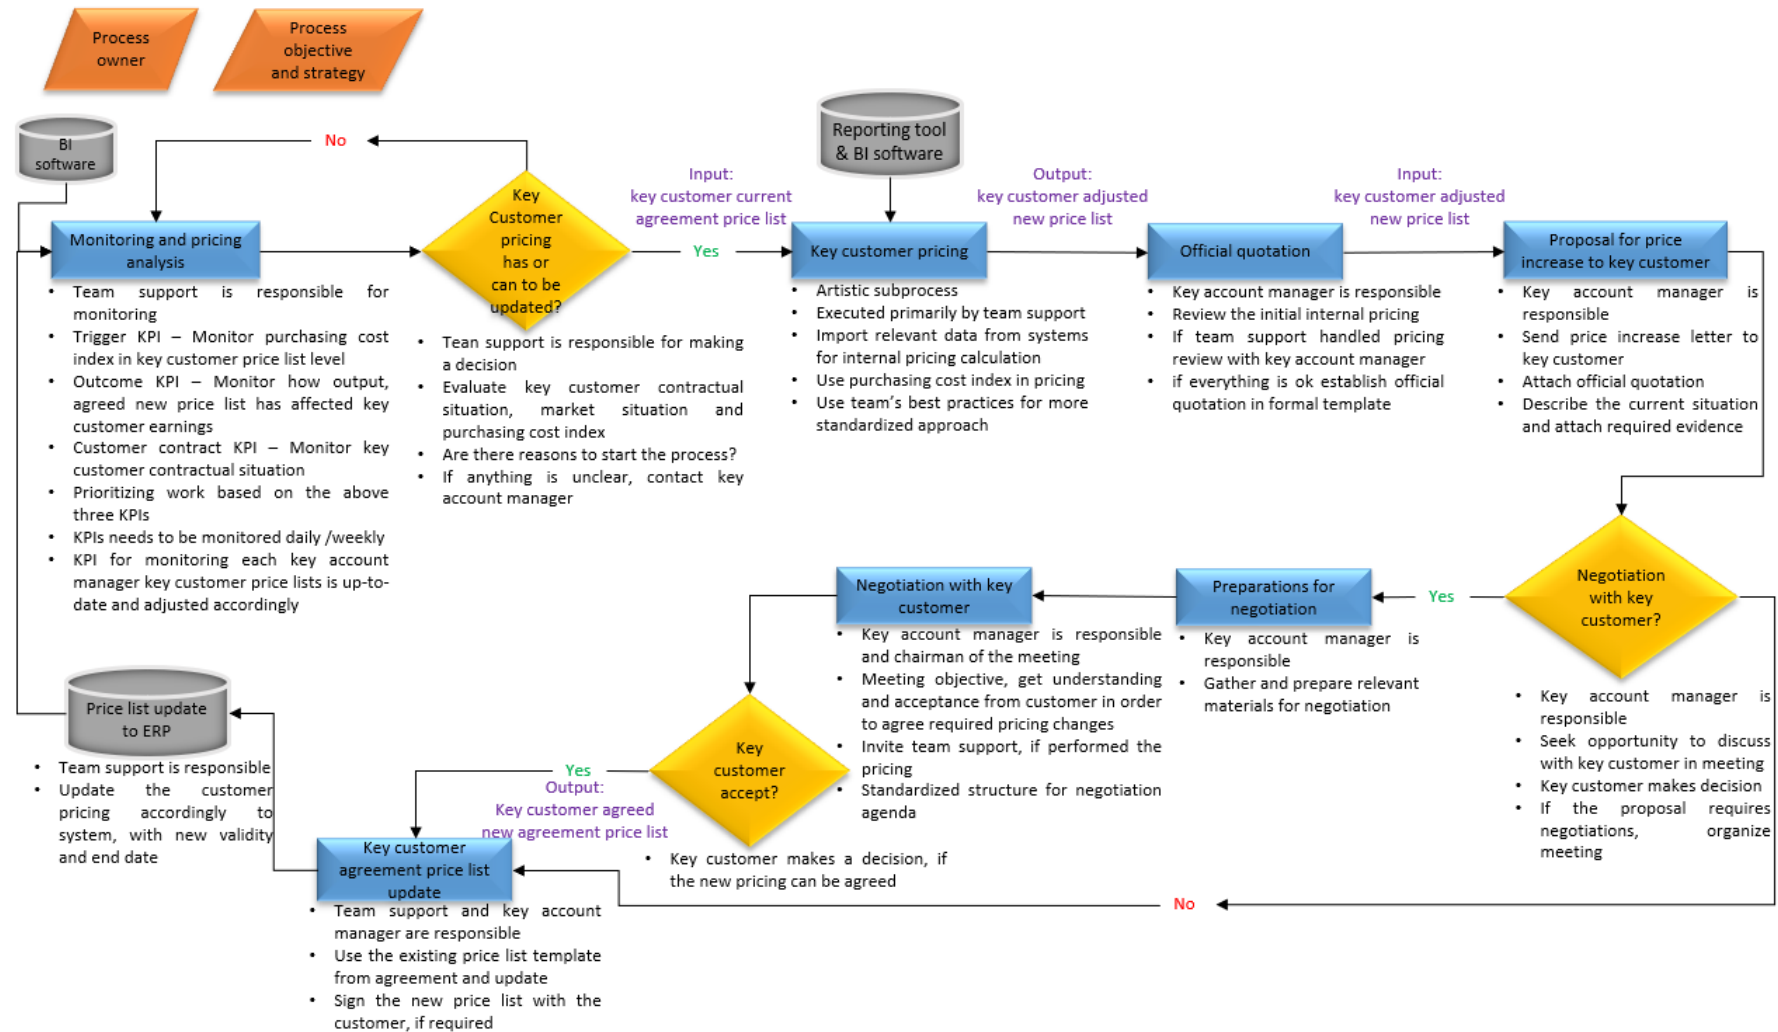 Process
owner
Process
objective
and strategy
BI
software
No
Key
Customer
pricing
has or
can to be
updated?
Input:
key customer current
agreement price list
Yes
Reporting tool
& BI software
Output:
key customer adjusted
new price list
Input:
key customer adjusted
new price list
Monitoring and pricing
analysis
• Team support is responsible for
monitoring
• Trigger KPI – Monitor purchasing cost
index in key customer price list level
• Outcome KPI – Monitor how output,
agreed new price list has affected key
customer earnings
• Customer contract KPI – Monitor key
customer contractual situation
• Prioritizing work based on the above
three KPIs
• KPIs needs to be monitored daily /weekly
• KPI for monitoring each key account
manager key customer price lists is up-to-
date and adjusted accordingly
• Tean support is responsible for making
a decision
• Evaluate key customer contractual
situation, market situation and
purchasing cost index
• Are there reasons to start the process?
• If anything is unclear, contact key
account manager
Key customer pricing
• Artistic subprocess
• Executed primarily by team support
• Import relevant data from systems
for internal pricing calculation
• Use purchasing cost index in pricing
• Use team's best practices for more
standardized approach
Official quotation
• Key account manager is responsible
• Review the initial internal pricing
• If team support handled pricing
review with key account manager
• if everything is ok establish official
quotation in formal template
Proposal for price
increase to key customer
• Key account manager is
responsible
• Send price increase letter to
key customer
• Attach official quotation
• Describe the current situation
and attach required evidence
Negotiation
with key
customer?
• Key account manager is
responsible
• Seek opportunity to discuss
with key customer in meeting
• Key customer makes decision
• If the proposal requires
negotiations, organize
meeting
Yes
Preparations for
negotiation
• Key account manager is
responsible
• Gather and prepare relevant
materials for negotiation
Negotiation with key
customer
• Key account manager is responsible
and chairman of the meeting
• Meeting objective, get understanding
and acceptance from customer in order
to agree required pricing changes
• Invite team support, if performed the
pricing
• Standardized structure for negotiation
agenda
Key
customer
accept?
• Key customer makes a decision, if
the new pricing can be agreed
Yes
Output:
Key customer agreed
new agreement price list
No
Key customer
agreement price list
update
• Team support and key account
manager are responsible
• Use the existing price list template
from agreement and update
• Sign the new price list with the
customer, if required
Price list update
to ERP
• Team support is responsible
• Update the customer
pricing accordingly to
system, with new validity
and end date